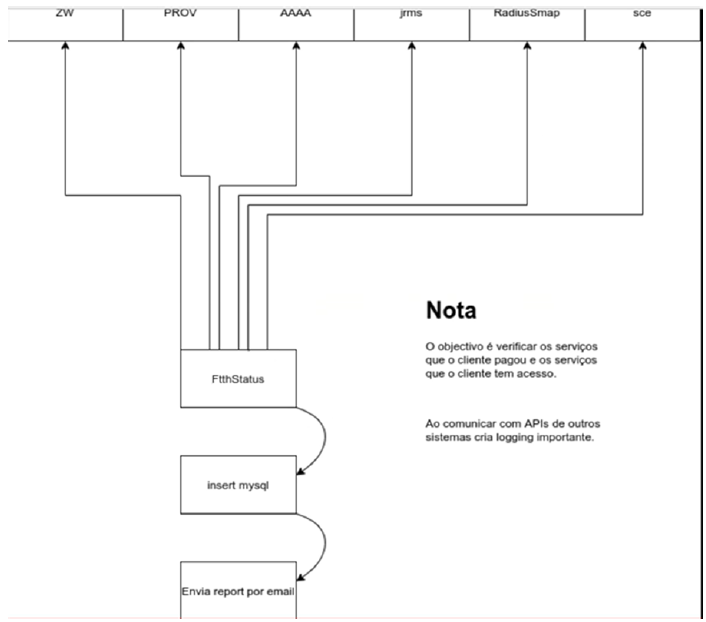 ZW PROV AAAA jrms RadiusSmap sce
Nota
O objectivo é verificar os serviços
que o cliente pagou e os serviços
que o cliente tem acesso.
FtthStatus
Ao comunicar com APIs de outros
sistemas cria logging importante.
insert mysql
Envia report por email